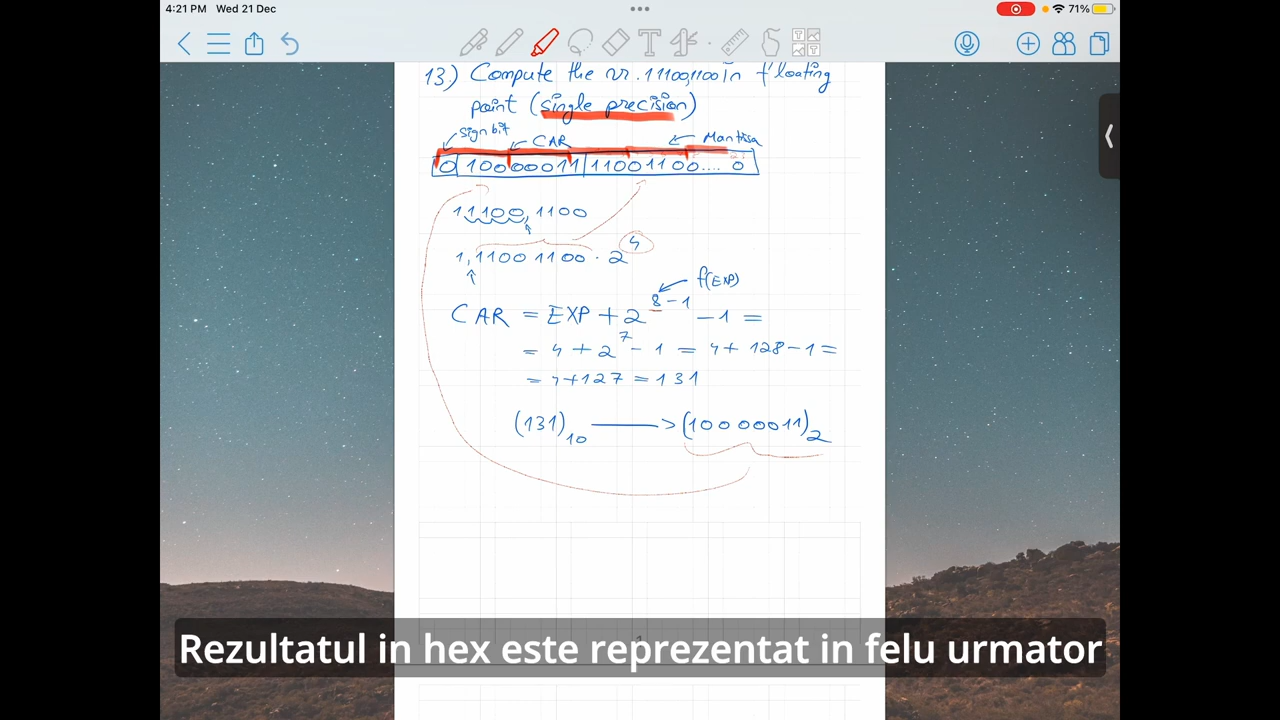 4:21 PM Wed 21 Dec
71%
13.) Compute the nr. 11100,1100 in floating
point (single precision)
Sign bit CAR Mantissa
0 10000011 11001100.... 0
11100,1100
1,11001100 · 2^4
f(EXP)
CAR = EXP + 2^8-1 - 1 =
= 4 + 2^7 - 1 = 4 + 128 - 1 =
= 4 + 127 = 131
(131)10 ——> (10000011)2
Rezultatul in hex este reprezentat in felu urmator